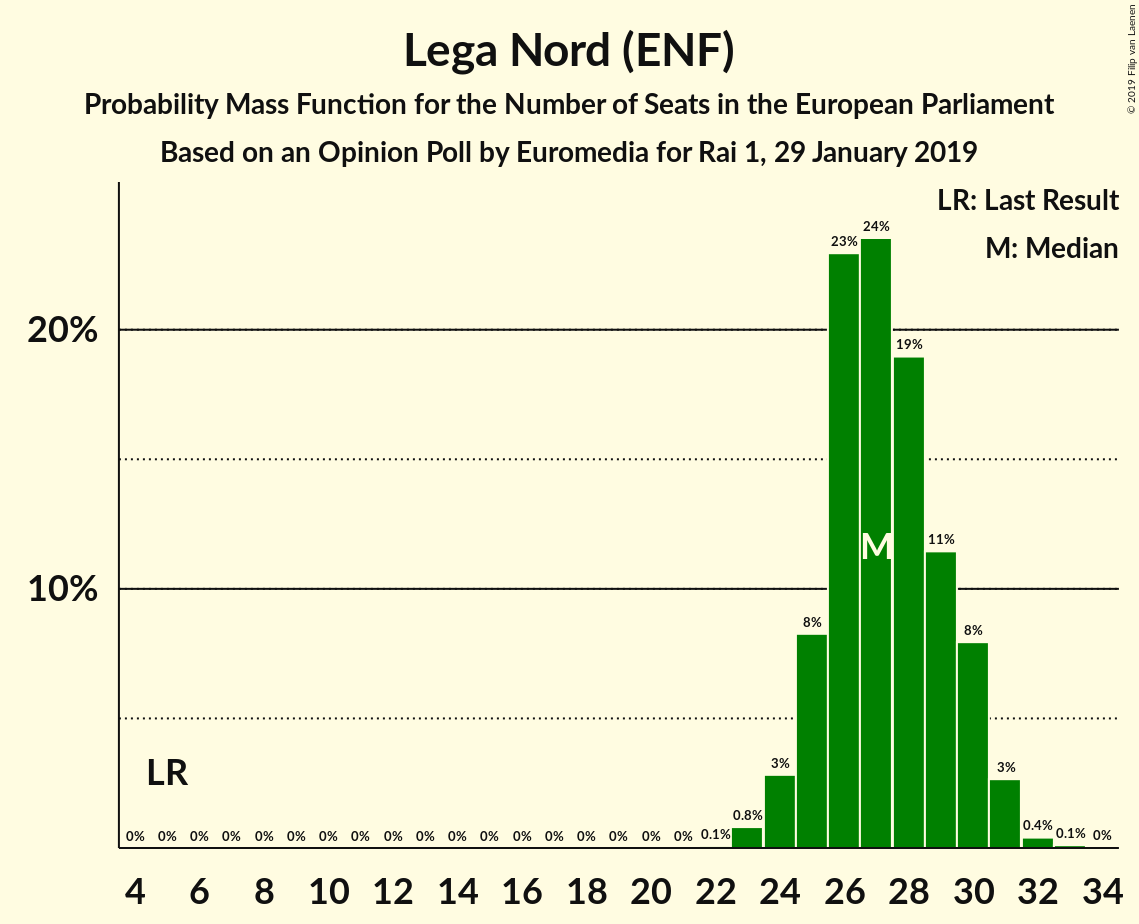 Lega Nord (ENF)
Probability Mass Function for the Number of Seats in the European Parliament
Based on an Opinion Poll by Euromedia for Rai 1, 29 January 2019
© 2019 Filip van Laenen
LR: Last Result
M: Median
20%
10%
LR
M
0% 0% 0% 0% 0% 0% 0% 0% 0% 0% 0% 0% 0% 0% 0% 0% 0% 0% 0.1% 0.8% 3% 8% 23% 24% 19% 11% 8% 3% 0.4% 0.1% 0%
4 6 8 10 12 14 16 18 20 22 24 26 28 30 32 34